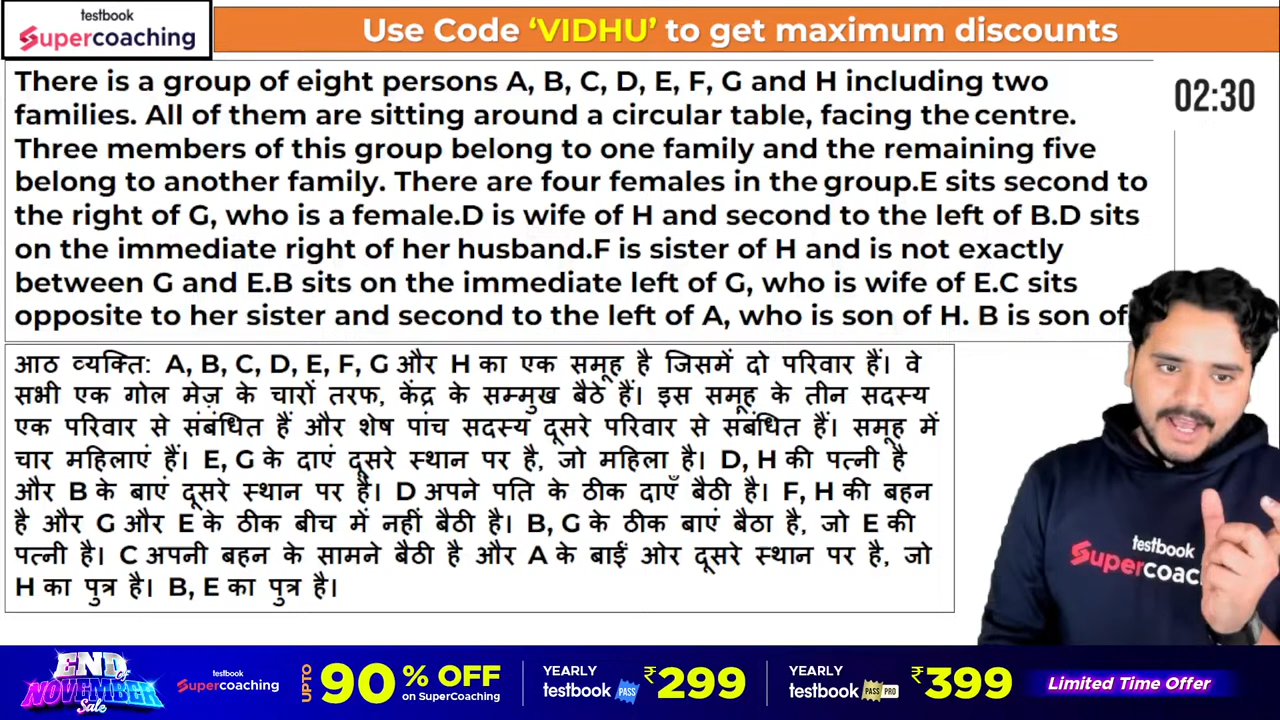 testbook
Supercoaching
Use Code ‘VIDHU’ to get maximum discounts
There is a group of eight persons A, B, C, D, E, F, G and H including two
families. All of them are sitting around a circular table, facing the centre.
Three members of this group belong to one family and the remaining five
belong to another family. There are four females in the group.E sits second to
the right of G, who is a female.D is wife of H and second to the left of B.D sits
on the immediate right of her husband.F is sister of H and is not exactly
between G and E.B sits on the immediate left of G, who is wife of E.C sits
opposite to her sister and second to the left of A, who is son of H. B is son of
02:30
आठ व्यक्ति: A, B, C, D, E, F, G और H का एक समूह है जिसमें दो परिवार हैं। वे
सभी एक गोल मेज़ के चारों तरफ, केंद्र के सम्मुख बैठे हैं। इस समूह के तीन सदस्य
एक परिवार से संबंधित हैं और शेष पांच सदस्य दूसरे परिवार से संबंधित हैं। समूह में
चार महिलाएं हैं। E, G के दाएं दूसरे स्थान पर है, जो महिला है। D, H की पत्नी है
और B के बाएं दूसरे स्थान पर है। D अपने पति के ठीक दाएँ बैठी है। F, H की बहन
है और G और E के ठीक बीच में नहीं बैठी है। B, G के ठीक बाएं बैठा है, जो E की
पत्नी है। C अपनी बहन के सामने बैठी है और A के बाईं ओर दूसरे स्थान पर है, जो
H का पुत्र है। B, E का पुत्र है।
testbook
Supercoac
END of
NOVEMBER
Sale
testbook
Supercoaching
UPTO 90% OFF
on SuperCoaching
YEARLY
testbook PASS
₹299
YEARLY
testbook PASS PRO
₹399
Limited Time Offer